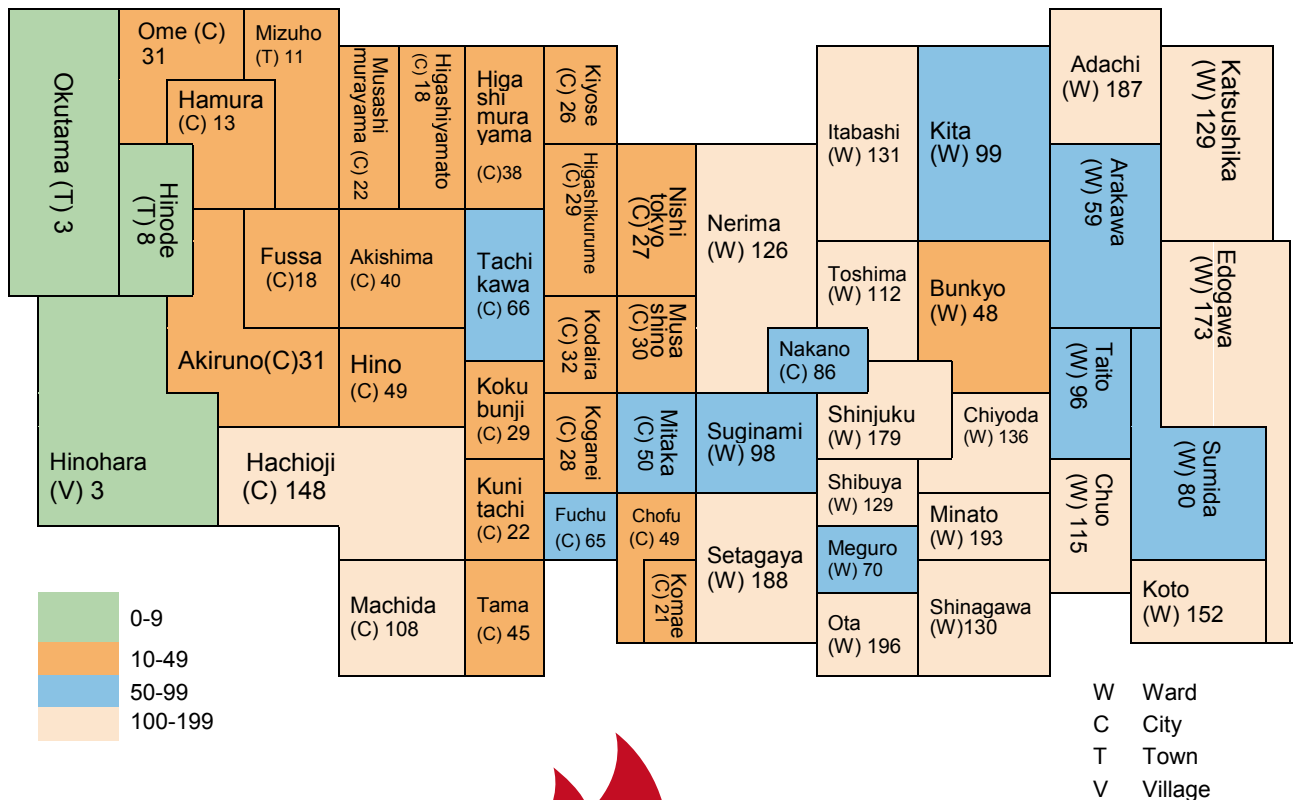 Okutama (T) 3
Ome (C)
31
Mizuho
(T) 11
Hamura
(C) 13
Hinode
(T) 8
Musashi
murayama (C) 22
Higashiyamato
(C) 18
Higa
shi
mura
yama
(C)38
Kiyose
(C) 26
Higashikurume
(C) 29
Nishi
tokyo
(C) 27
Nerima
(W) 126
Itabashi
(W) 131
Kita
(W) 99
Adachi
(W) 187
Katsushika
(W) 129
Arakawa
(W) 59
Fussa
(C)18
Akishima
(C) 40
Tachi
kawa
(C) 66
Toshima
(W) 112
Bunkyo
(W) 48
Edogawa
(W) 173
Akiruno(C)31
Hino
(C) 49
Kodaira
(C) 32
Musa
shino
(C) 30
Nakano
(C) 86
Taito
(W) 96
Koku
bunji
(C) 29
Koganei
(C) 28
Mitaka
(C) 50
Suginami
(W) 98
Shinjuku
(W) 179
Chiyoda
(W) 136
Sumida
(W) 80
Hinohara
(V) 3
Hachioji
(C) 148
Kuni
tachi
(C) 22
Fuchu
(C) 65
Chofu
(C) 49
Komae
(C) 21
Setagaya
(W) 188
Shibuya
(W) 129
Meguro
(W) 70
Minato
(W) 193
Chuo
(W) 115
Machida
(C) 108
Tama
(C) 45
Ota
(W) 196
Shinagawa
(W)130
Koto
(W) 152
0-9
10-49
50-99
100-199
W Ward
C City
T Town
V Village